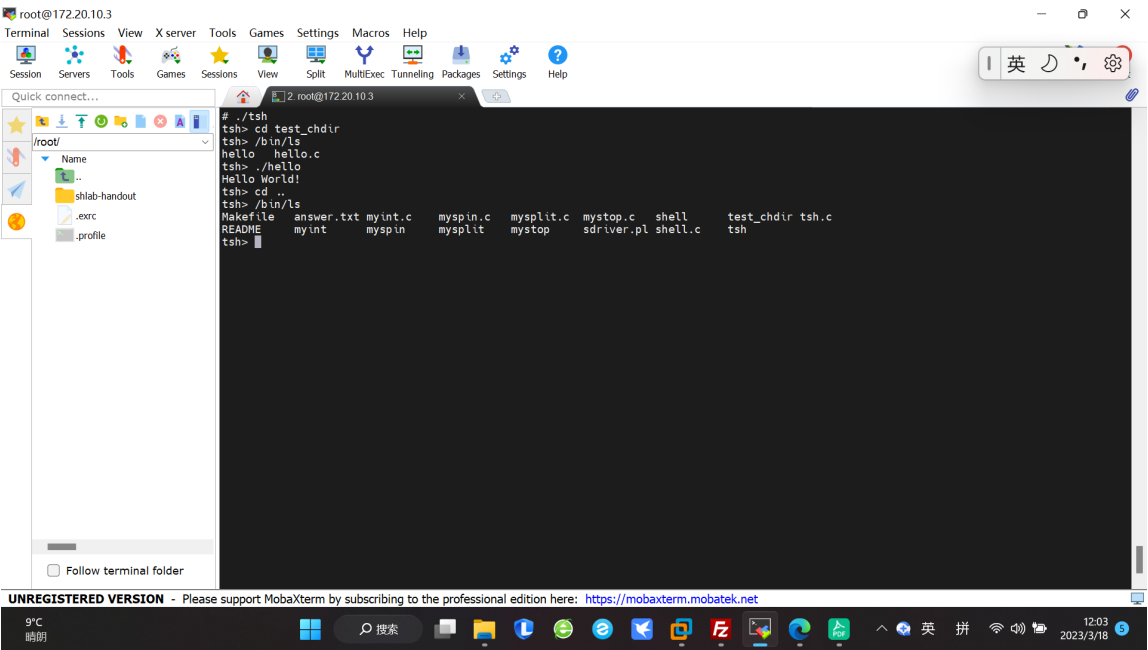 root@172.20.10.3
Terminal Sessions View X server Tools Games Settings Macros Help
Session Servers Tools Games Sessions View Split MultiExec Tunneling Packages Settings Help
英
Quick connect...
2. root@172.20.10.3
/root/
Name
..
shlab-handout
.exrc
.profile
Follow terminal folder
# ./tsh
tsh> cd test_chdir
tsh> /bin/ls
hello hello.c
tsh> ./hello
Hello World!
tsh> cd ..
tsh> /bin/ls
Makefile answer.txt myint.c myspin.c mysplit.c mystop.c shell test_chdir tsh.c
README myint myspin mysplit mystop sdriver.pl shell.c tsh
tsh>
UNREGISTERED VERSION - Please support MobaXterm by subscribing to the professional edition here: https://mobaxterm.mobatek.net
9°C
晴朗
搜索
英 拼
12:03
2023/3/18
5